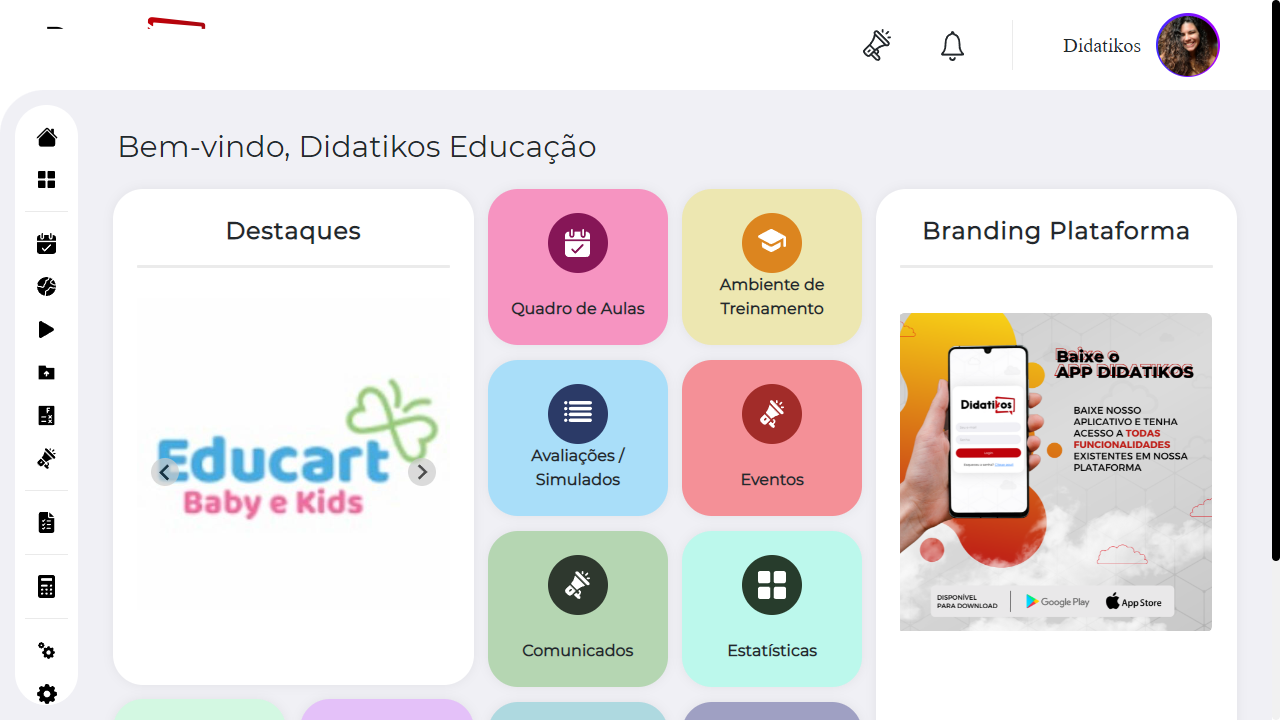 Didatikos
Bem-vindo, Didatikos Educação
Destaques
Educart
Baby e Kids
Quadro de Aulas
Ambiente de
Treinamento
Avaliações /
Simulados
Eventos
Comunicados
Estatísticas
Branding Plataforma
Baixe o
APP DIDATIKOS
Didatikos
BAIXE NOSSO
APLICATIVO E TENHA
ACESSO A TODAS
FUNCIONALIDADES
EXISTENTES EM NOSSA
PLATAFORMA
DISPONÍVEL
PARA DOWNLOAD
Google Play
App Store